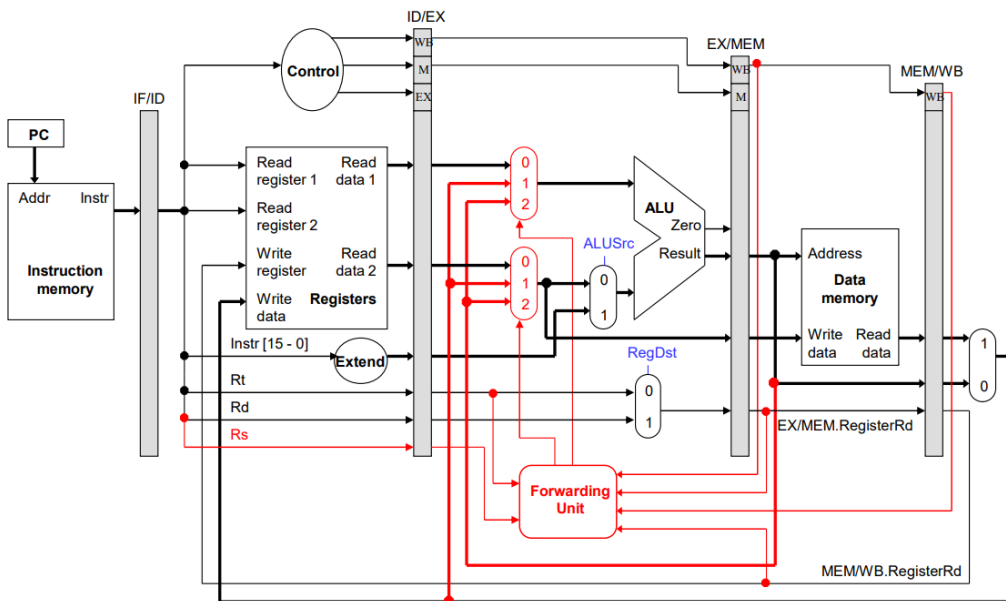 ID/EX
WB
M
EX
Control
EX/MEM
WB
M
MEM/WB
WB
IF/ID
PC
Addr Instr
Instruction
memory
Read
register 1
Read
data 1
Read
register 2
Write
register
Read
data 2
Write
data
Registers
0
1
2
0
1
2
ALUSrc
0
1
ALU
Zero
Result
Address
Data
memory
Write
data
Read
data
1
0
Instr [15 - 0]
Extend
RegDst
0
1
Rt
Rd
Rs
EX/MEM.RegisterRd
Forwarding
Unit
MEM/WB.RegisterRd